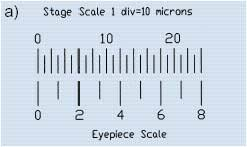 a) Stage Scale 1 div=10 microns
0 10 20
0 2 4 6 8
Eyepiece Scale